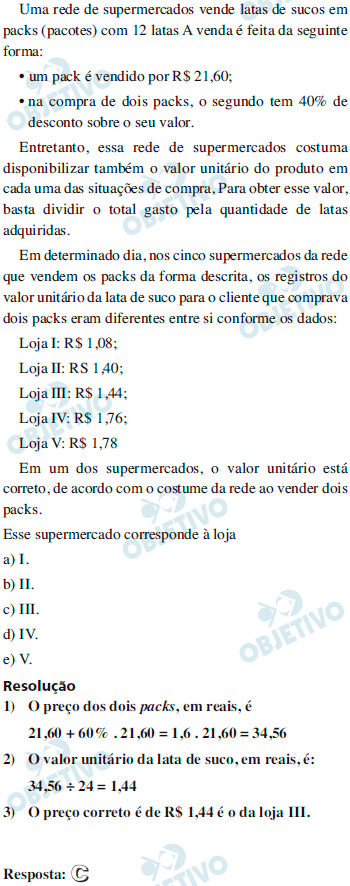 Uma rede de supermercados vende latas de sucos em
packs (pacotes) com 12 latas A venda é feita da seguinte
forma:
• um pack é vendido por R$ 21,60;
• na compra de dois packs, o segundo tem 40% de
desconto sobre o seu valor.
Entretanto, essa rede de supermercados costuma
disponibilizar também o valor unitário do produto em
cada uma das situações de compra, Para obter esse valor,
basta dividir o total gasto pela quantidade de latas
adquiridas.
Em determinado dia, nos cinco supermercados da rede
que vendem os packs da forma descrita, os registros do
valor unitário da lata de suco para o cliente que comprava
dois packs eram diferentes entre si conforme os dados:
Loja I: R$ 1,08;
Loja II: RS 1,40;
Loja III: R$ 1,44;
Loja IV: R$ 1,76;
Loja V: R$ 1,78
Em um dos supermercados, o valor unitário está
correto, de acordo com o costume da rede ao vender dois
packs.
Esse supermercado corresponde à loja
a) I.
b) II.
c) III.
d) IV.
e) V.
Resolução
1) O preço dos dois packs, em reais, é
21,60 + 60% . 21,60 = 1,6 . 21,60 = 34,56
2) O valor unitário da lata de suco, em reais, é:
34,56 ÷ 24 = 1,44
3) O preço correto é de R$ 1,44 é o da loja III.
Resposta: C
OBJETIVO
OBJETIVO
OBJETIVO
OBJETIVO
OBJETIVO
OBJETIVO
OBJETIVO